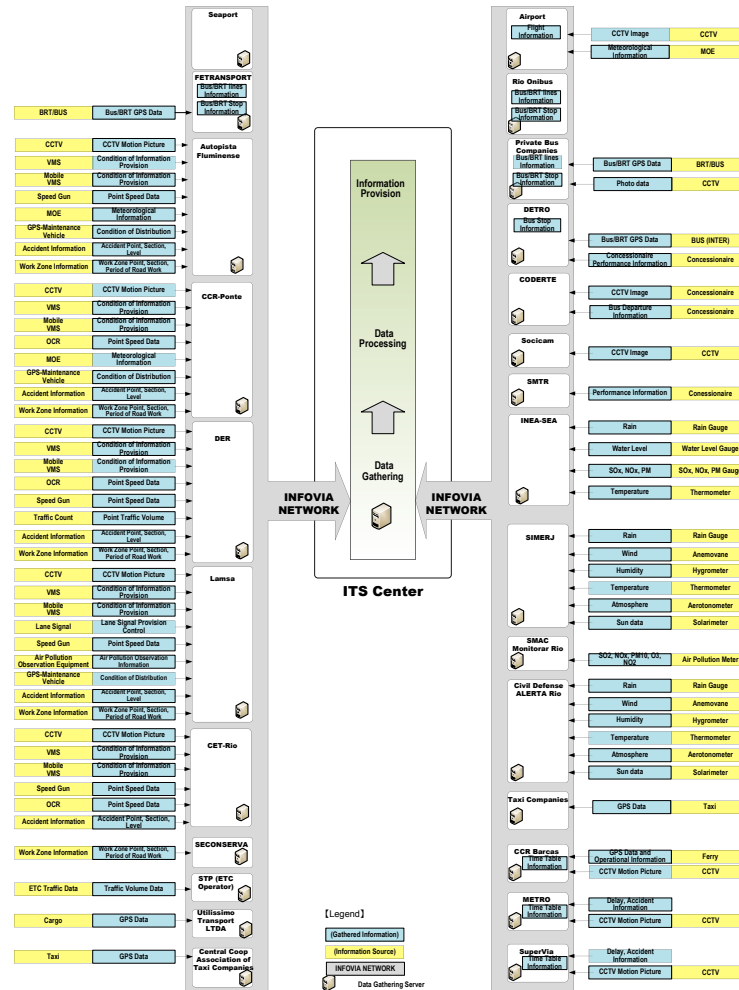 Seaport
FETRANSPORT
Bus/BRT lines
Information
Bus/BRT Stop
Information
BRT/BUS
Bus/BRT GPS Data
Autopista
Fluminense
CCTV
CCTV Motion Picture
VMS
Condition of Information
Provision
Mobile
VMS
Condition of Information
Provision
Speed Gun
Point Speed Data
MOE
Meteorological
Information
GPS-Maintenance
Vehicle
Condition of Distribution
Accident Information
Accident Point, Section,
Level
Work Zone Information
Work Zone Point, Section,
Period of Road Work
CCR-Ponte
CCTV
CCTV Motion Picture
VMS
Condition of Information
Provision
Mobile
VMS
Condition of Information
Provision
OCR
Point Speed Data
MOE
Meteorological
Information
GPS-Maintenance
Vehicle
Condition of Distribution
Accident Information
Accident Point, Section,
Level
Work Zone Information
Work Zone Point, Section,
Period of Road Work
DER
CCTV
CCTV Motion Picture
VMS
Condition of Information
Provision
Mobile
VMS
Condition of Information
Provision
OCR
Point Speed Data
Speed Gun
Point Speed Data
Traffic Count
Point Traffic Volume
Accident Information
Accident Point, Section,
Level
Work Zone Information
Work Zone Point, Section,
Period of Road Work
Lamsa
CCTV
CCTV Motion Picture
VMS
Condition of Information
Provision
Mobile
VMS
Condition of Information
Provision
Lane Signal
Lane Signal Provision
Control
Speed Gun
Point Speed Data
Air Pollution
Observation Equipment
Air Pollution Observation
Information
GPS-Maintenance
Vehicle
Condition of Distribution
Accident Information
Accident Point, Section,
Level
Work Zone Information
Work Zone Point, Section,
Period of Road Work
CET-Rio
CCTV
CCTV Motion Picture
VMS
Condition of Information
Provision
Mobile
VMS
Condition of Information
Provision
Speed Gun
Point Speed Data
OCR
Point Speed Data
Accident Information
Accident Point, Section,
Level
SECONSERVA
Work Zone Information
Work Zone Point, Section,
Period of Road Work
STP (ETC
Operator)
ETC Traffic Data
Traffic Volume Data
Utilissimo
Transport
LTDA
Cargo
GPS Data
Central Coop
Association of
Taxi Companies
Taxi
GPS Data
Information
Provision
Data
Processing
Data
Gathering
INFOVIA
NETWORK
INFOVIA
NETWORK
ITS Center
【Legend】
(Gathered Information)
(Information Source)
INFOVIA NETWORK
Data Gathering Server
Airport
Flight
Information
CCTV Image
CCTV
Meteorological
Information
MOE
Rio Onibus
Bus/BRT lines
Information
Bus/BRT Stop
Information
Private Bus
Companies
Bus/BRT lines
Information
Bus/BRT Stop
Information
Bus/BRT GPS Data
BRT/BUS
Photo data
CCTV
DETRO
Bus Stop
Information
Bus/BRT GPS Data
BUS (INTER)
Concessionaire
Performance Information
Concessionaire
CODERTE
CCTV Image
Concessionaire
Bus Departure
Information
Concessionaire
Socicam
CCTV Image
CCTV
SMTR
Performance Information
Conessionaire
INEA-SEA
Rain
Rain Gauge
Water Level
Water Level Gauge
SOx, NOx, PM
SOx, NOx, PM Gauge
Temperature
Thermometer
SIMERJ
Rain
Rain Gauge
Wind
Anemovane
Humidity
Hygrometer
Temperature
Thermometer
Atmosphere
Aerotonometer
Sun data
Solarimeter
SMAC
Monitorar Rio
SO2, NOx, PM10, O3,
NO2
Air Pollution Meter
Civil Defense
ALERTA Rio
Rain
Rain Gauge
Wind
Anemovane
Humidity
Hygrometer
Temperature
Thermometer
Atmosphere
Aerotonometer
Sun data
Solarimeter
Taxi Companies
GPS Data
Taxi
CCR Barcas
Time Table
Information
GPS Data and
Operational Information
Ferry
CCTV Motion Picture
CCTV
METRO
Time Table
Information
Delay, Accident
Information
CCTV Motion Picture
CCTV
SuperVia
Time Table
Information
Delay, Accident
Information
CCTV Motion Picture
CCTV